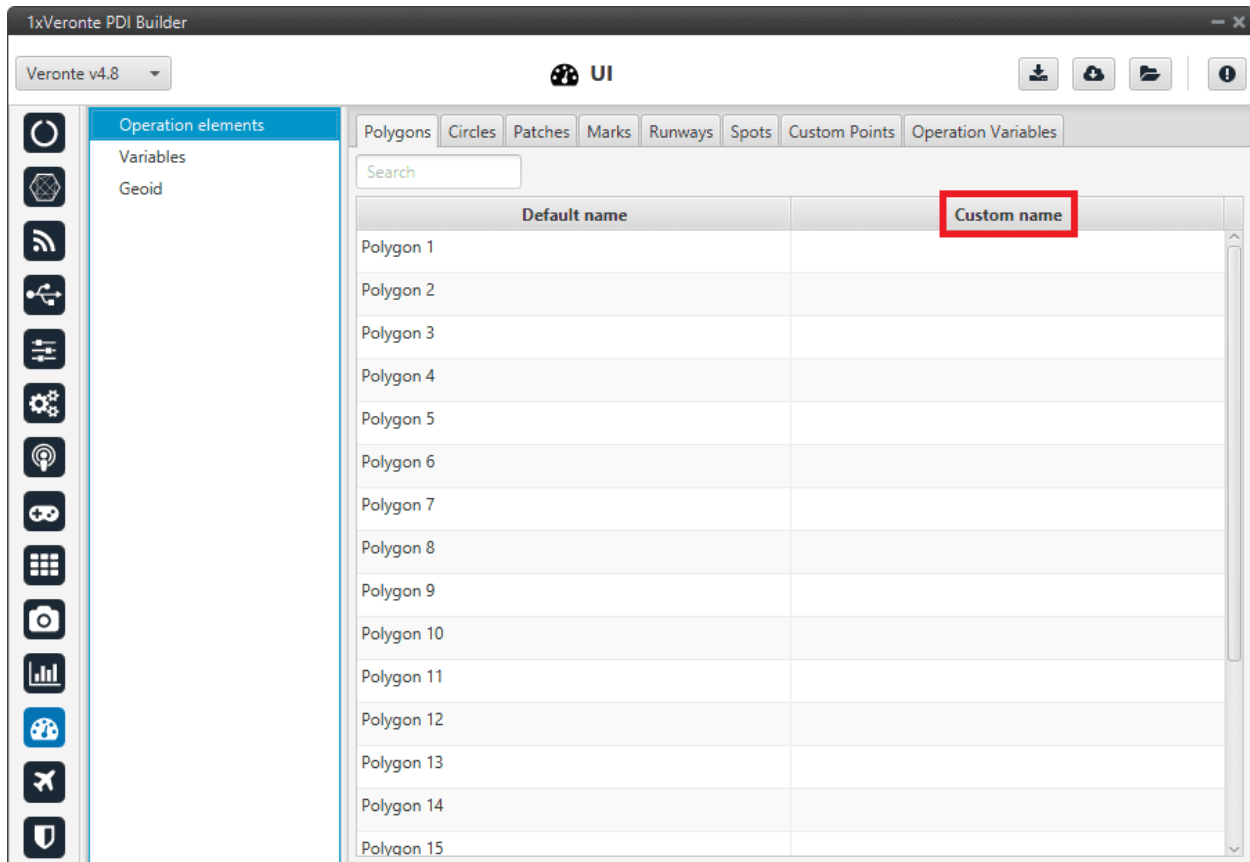 1xVeronte PDI Builder
Veronte v4.8
UI
Operation elements
Variables
Geoid
Polygons Circles Patches Marks Runways Spots Custom Points Operation Variables
Search
Default name Custom name
Polygon 1
Polygon 2
Polygon 3
Polygon 4
Polygon 5
Polygon 6
Polygon 7
Polygon 8
Polygon 9
Polygon 10
Polygon 11
Polygon 12
Polygon 13
Polygon 14
Polygon 15